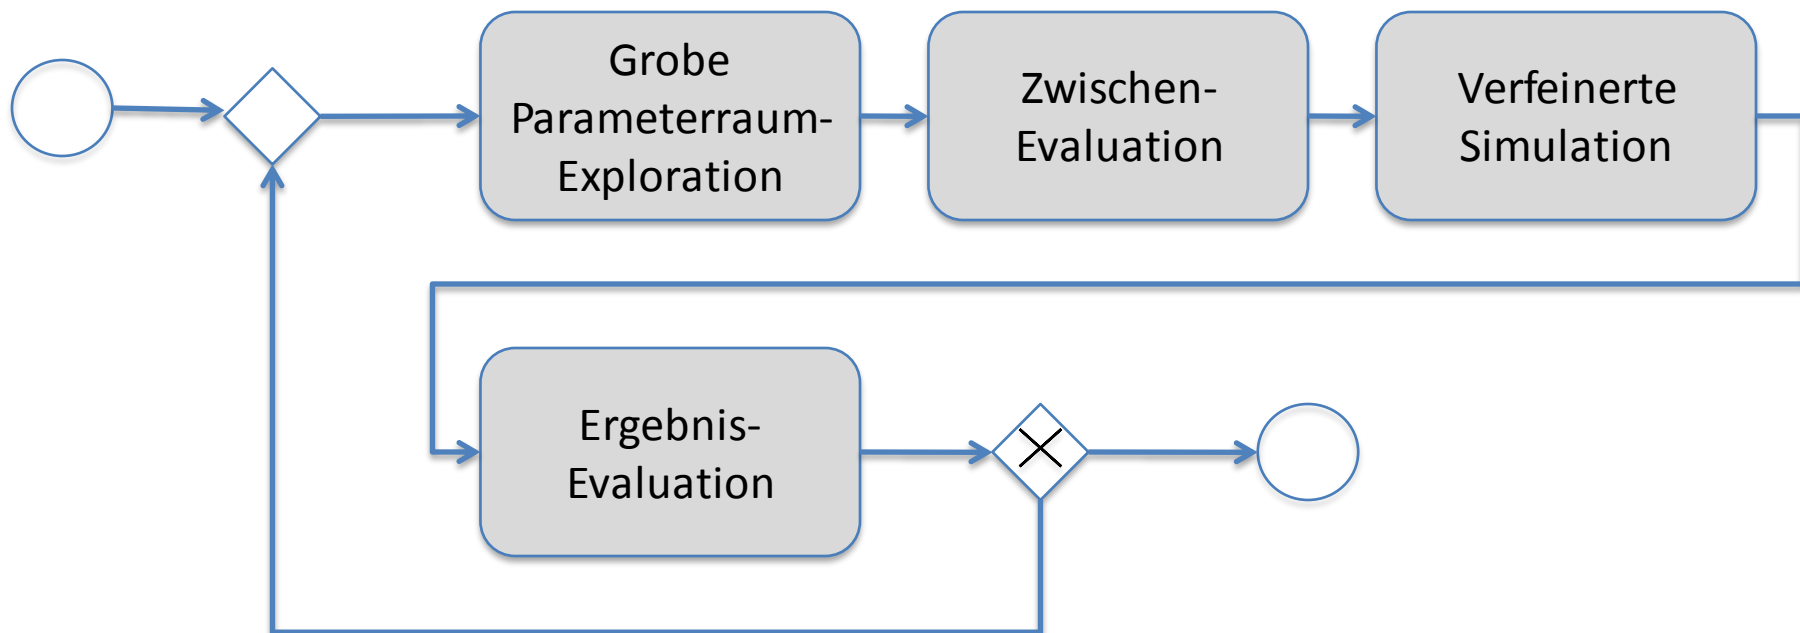 Grobe
Parameterraum-
Exploration
Zwischen-
Evaluation
Verfeinerte
Simulation
Ergebnis-
Evaluation